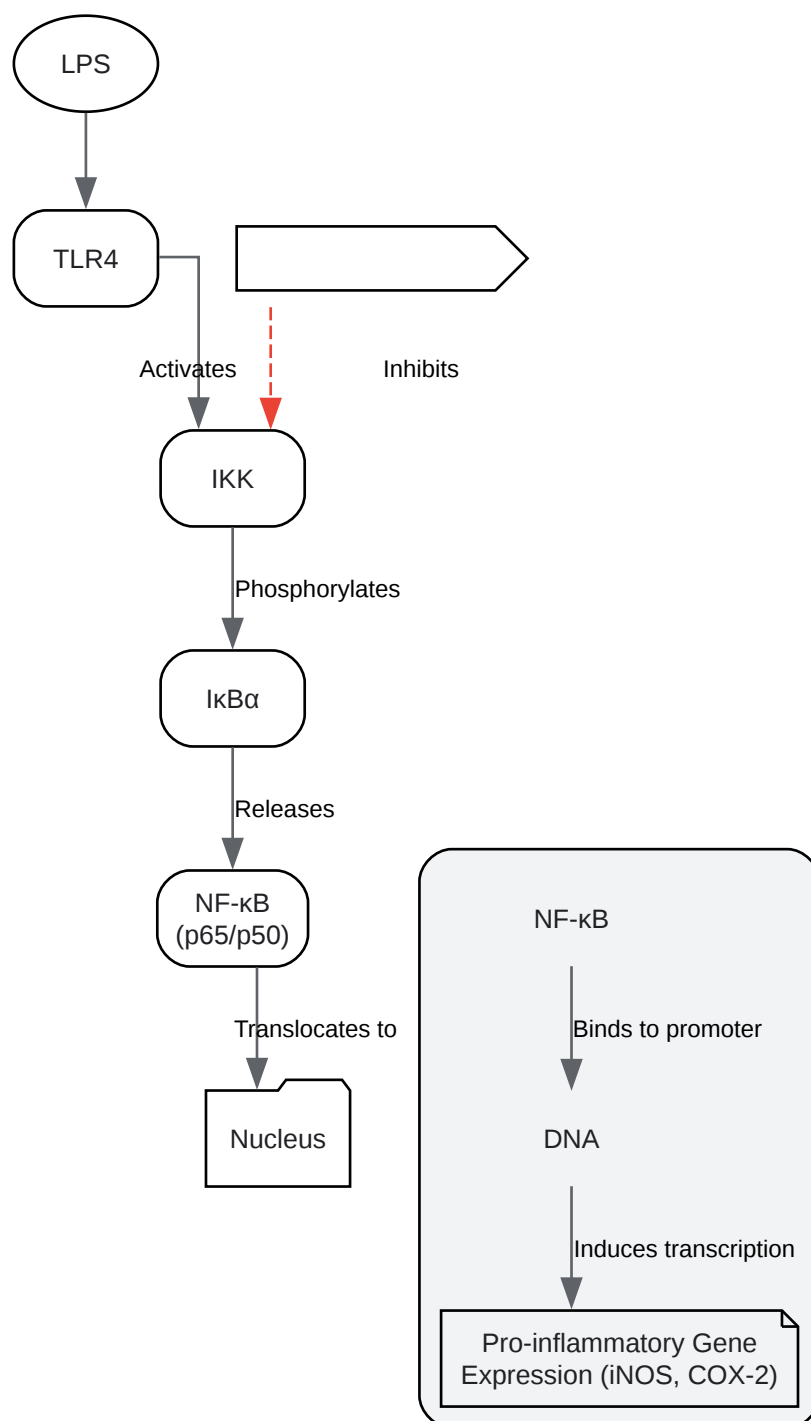 LPS
TLR4
Activates
Inhibits
IKK
Phosphorylates
IκBα
Releases
NF-κB
(p65/p50)
Translocates to
Nucleus
NF-κB
Binds to promoter
DNA
Induces transcription
Pro-inflammatory Gene
Expression (iNOS, COX-2)